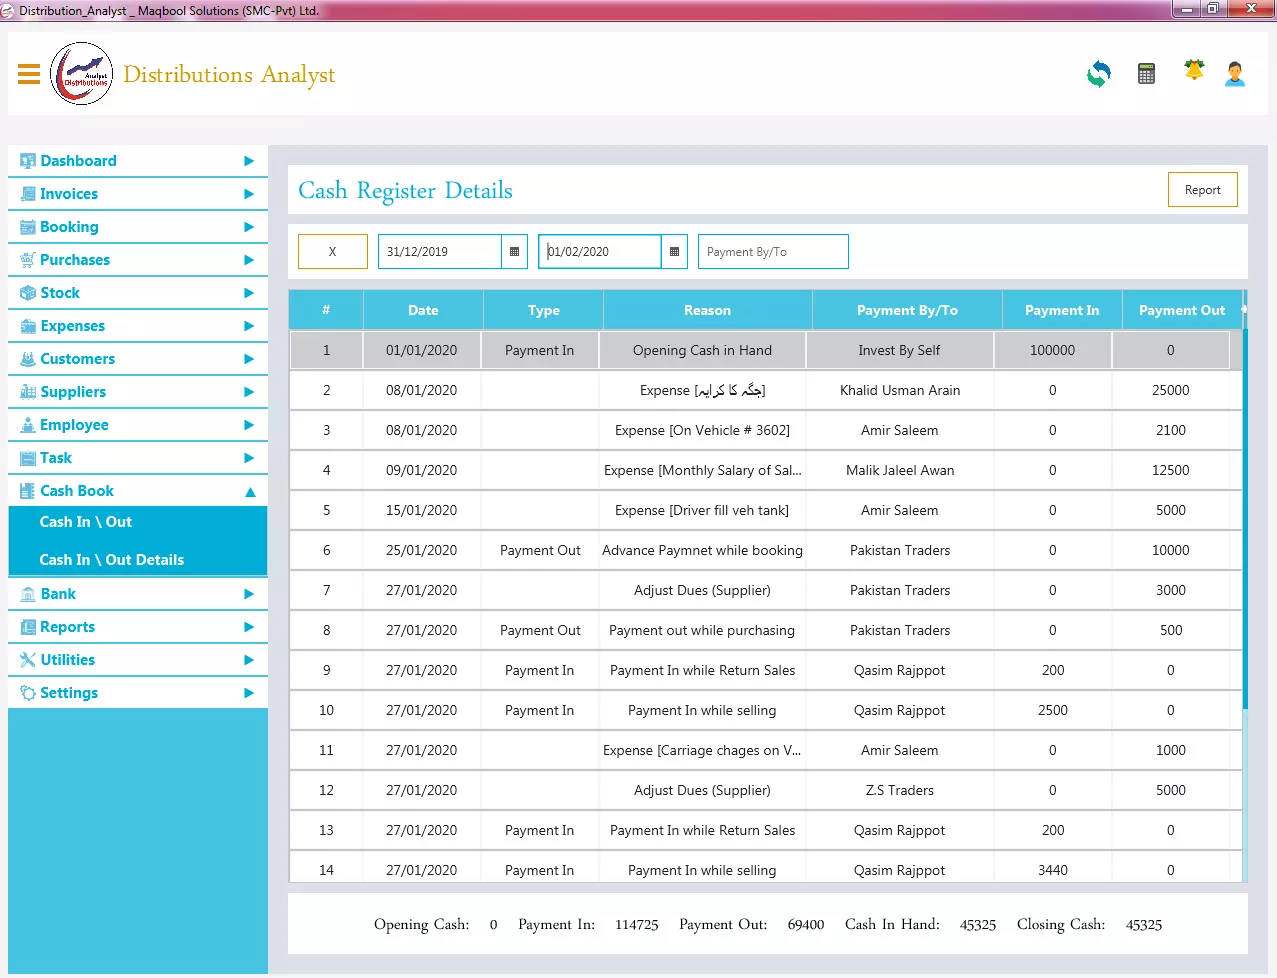 Distribution_Analyst _ Maqbool Solutions (SMC-Pvt) Ltd.
Analyst
Distributions
Distributions Analyst
Dashboard
Invoices
Booking
Purchases
Stock
Expenses
Customers
Suppliers
Employee
Task
Cash Book
Cash In \ Out
Cash In \ Out Details
Bank
Reports
Utilities
Settings
Cash Register Details
Report
X 31/12/2019 01/02/2020 Payment By/To
# Date Type Reason Payment By/To Payment In Payment Out
1 01/01/2020 Payment In Opening Cash in Hand Invest By Self 100000 0
2 08/01/2020 Expense [جگہ کا کرایہ] Khalid Usman Arain 0 25000
3 08/01/2020 Expense [On Vehicle # 3602] Amir Saleem 0 2100
4 09/01/2020 Expense [Monthly Salary of Sal... Malik Jaleel Awan 0 12500
5 15/01/2020 Expense [Driver fill veh tank] Amir Saleem 0 5000
6 25/01/2020 Payment Out Advance Paymnet while booking Pakistan Traders 0 10000
7 27/01/2020 Adjust Dues (Supplier) Pakistan Traders 0 3000
8 27/01/2020 Payment Out Payment out while purchasing Pakistan Traders 0 500
9 27/01/2020 Payment In Payment In while Return Sales Qasim Rajppot 200 0
10 27/01/2020 Payment In Payment In while selling Qasim Rajppot 2500 0
11 27/01/2020 Expense [Carriage chages on V... Amir Saleem 0 1000
12 27/01/2020 Adjust Dues (Supplier) Z.S Traders 0 5000
13 27/01/2020 Payment In Payment In while Return Sales Qasim Rajppot 200 0
14 27/01/2020 Payment In Payment In while selling Qasim Rajppot 3440 0
Opening Cash: 0 Payment In: 114725 Payment Out: 69400 Cash In Hand: 45325 Closing Cash: 45325